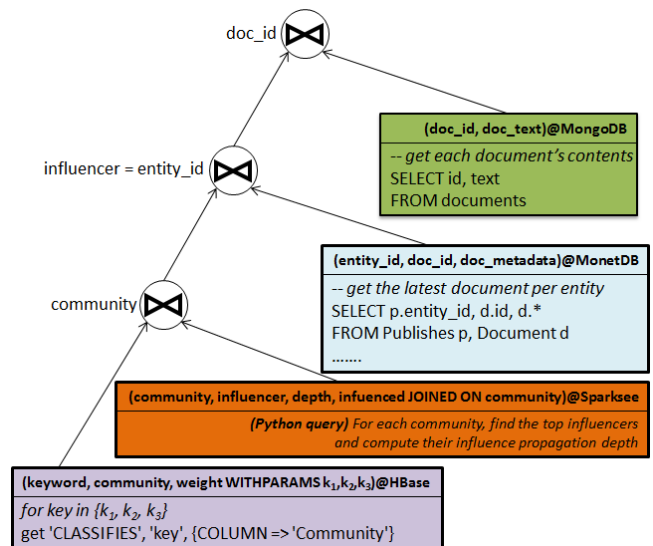 doc_id
(doc_id, doc_text)@MongoDB
-- get each document's contents
SELECT id, text
FROM documents
influencer = entity_id
(entity_id, doc_id, doc_metadata)@MonetDB
-- get the latest document per entity
SELECT p.entity_id, d.id, d.*
FROM Publishes p, Document d
.......
community
(community, influencer, depth, infuenced JOINED ON community)@Sparksee
(Python query) For each community, find the top influencers
and compute their influence propagation depth
(keyword, community, weight WITHPARAMS k₁,k₂,k₃)@HBase
for key in {k₁, k₂, k₃}
get 'CLASSIFIES', 'key', {COLUMN => 'Community'}